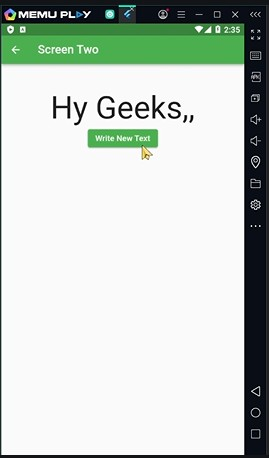 MEMU PLAY
2:35
Screen Two
Hy Geeks,,
Write New Text